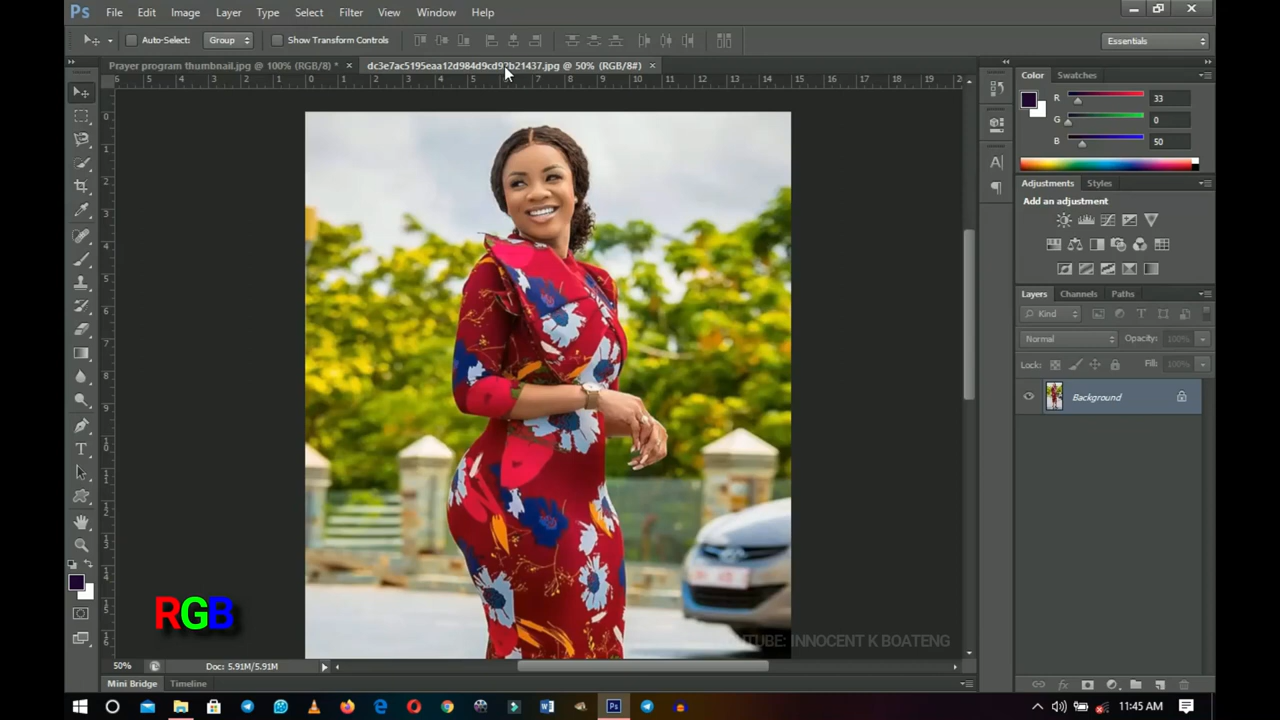 Ps File Edit Image Layer Type Select Filter View Window Help
Auto-Select: Group Show Transform Controls Essentials
Prayer program thumbnail.jpg @ 100% (RGB/8) * × dc3e7ac5195eaa12d984d9cd92b21437.jpg @ 50% (RGB/8#) ×
Color Swatches
R 33
G 0
B 50
Adjustments Styles
Add an adjustment
Layers Channels Paths
Kind
Normal Opacity: 100%
Lock: Fill: 100%
Background
RGB
INNOCENT K BOATENG
50% Doc: 5.91M/5.91M
Mini Bridge Timeline
11:45 AM